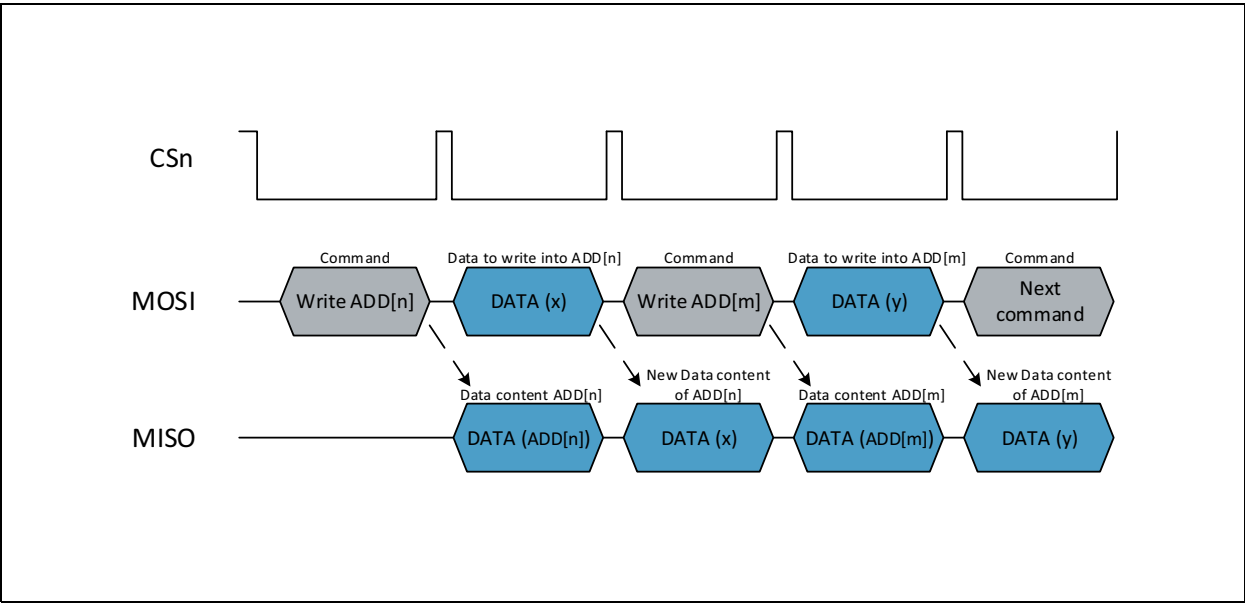 CSn
Command
Data to write into ADD[n]
Command
Data to write into ADD[m]
Command
MOSI
Write ADD[n]
DATA (x)
Write ADD[m]
DATA (y)
Next
command
Data content ADD[n]
New Data content
of ADD[n]
Data content ADD[m]
New Data content
of ADD[m]
MISO
DATA (ADD[n])
DATA (x)
DATA (ADD[m])
DATA (y)